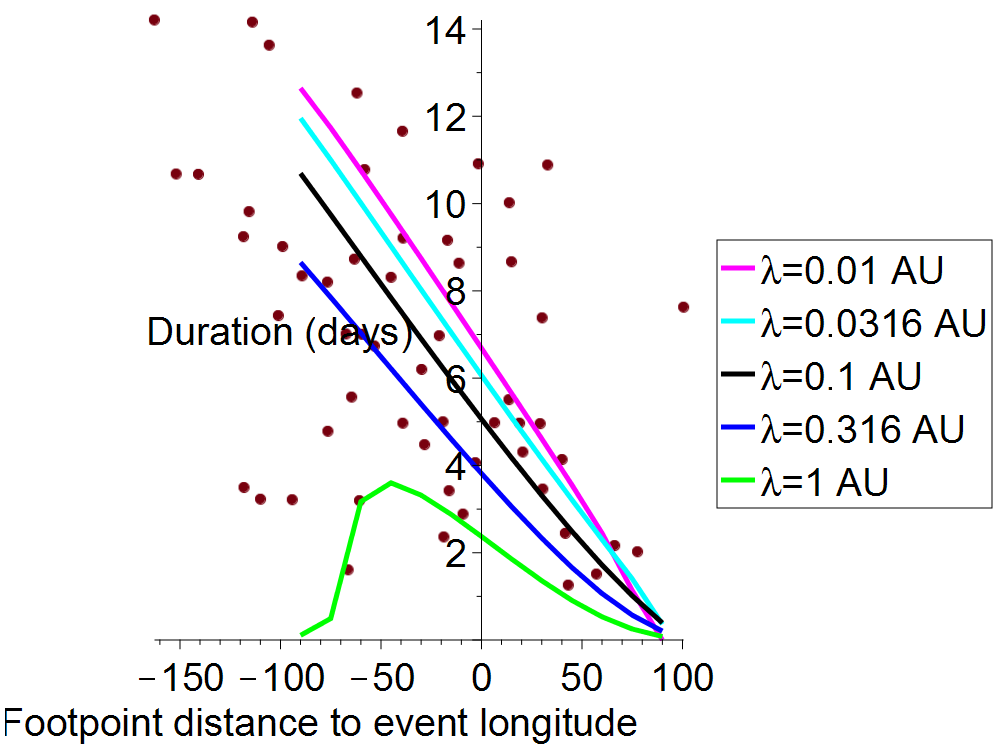 14
12
10
8
6
4
2
Duration (days)
−150 −100 −50 0 50 100
Footpoint distance to event longitude
λ=0.01 AU
λ=0.0316 AU
λ=0.1 AU
λ=0.316 AU
λ=1 AU